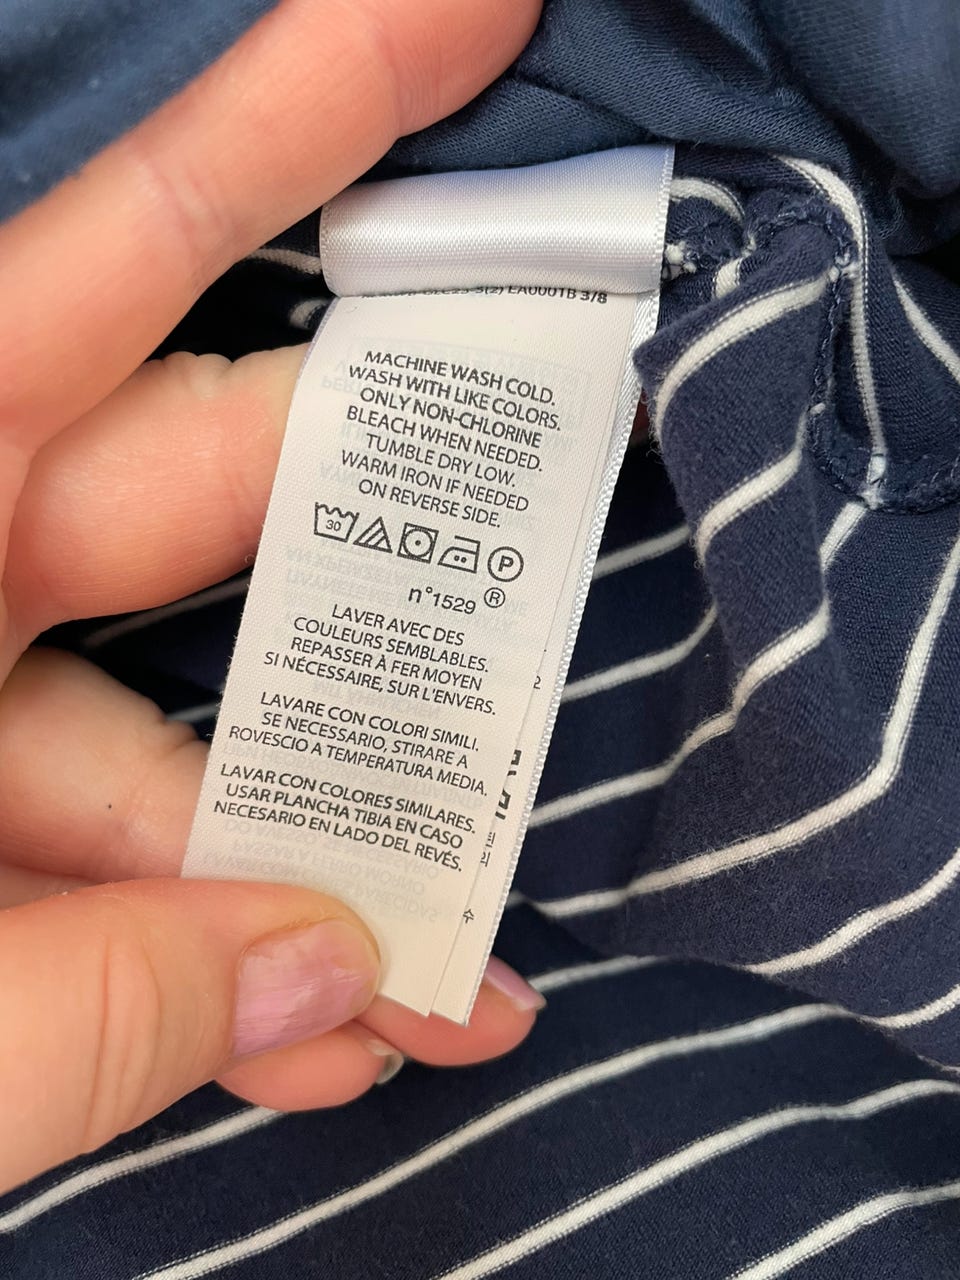 EA0001B 3/8
MACHINE WASH COLD.
WASH WITH LIKE COLORS.
ONLY NON-CHLORINE
BLEACH WHEN NEEDED.
TUMBLE DRY LOW.
WARM IRON IF NEEDED
ON REVERSE SIDE.
30 P
n°1529 ®
LAVER AVEC DES
COULEURS SEMBLABLES.
REPASSER À FER MOYEN
SI NÉCESSAIRE, SUR L'ENVERS.
LAVARE CON COLORI SIMILI.
SE NECESSARIO, STIRARE A
ROVESCIO A TEMPERATURA MEDIA.
LAVAR CON COLORES SIMILARES.
USAR PLANCHA TIBIA EN CASO
NECESARIO EN LADO DEL REVÉS.